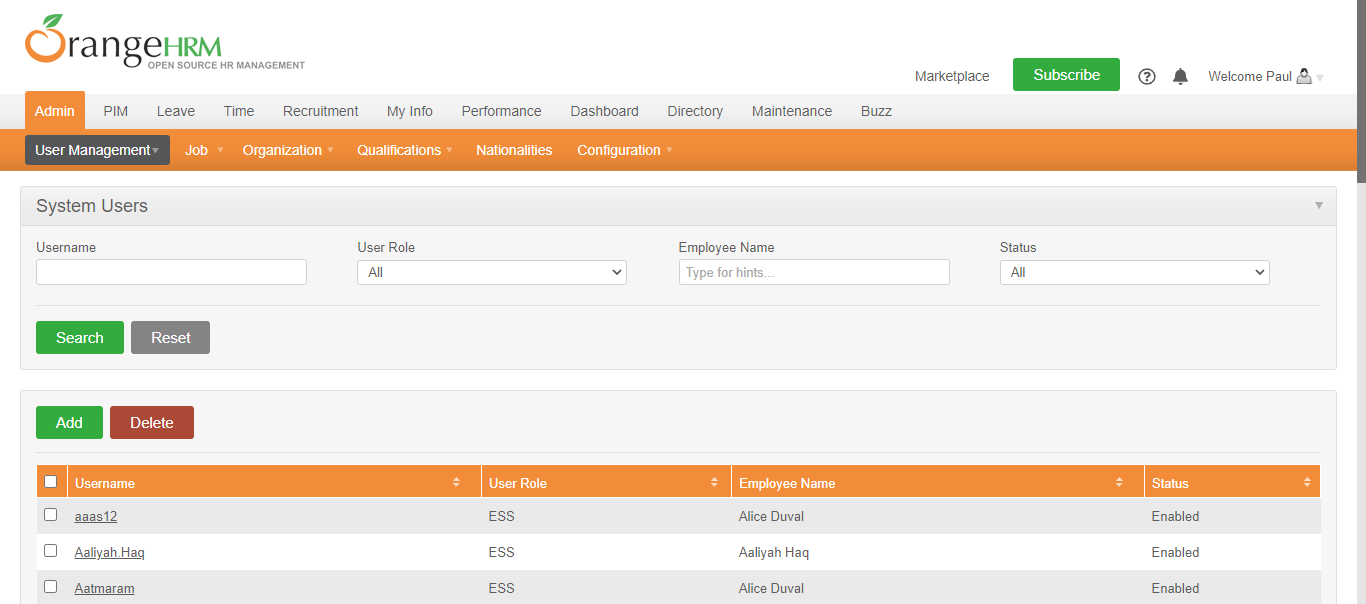 OrangeHRM
OPEN SOURCE HR MANAGEMENT
Marketplace Subscribe Welcome Paul
Admin PIM Leave Time Recruitment My Info Performance Dashboard Directory Maintenance Buzz
User Management Job Organization Qualifications Nationalities Configuration
System Users
Username User Role Employee Name Status
All Type for hints... All
Search Reset
Add Delete
Username User Role Employee Name Status
aaas12 ESS Alice Duval Enabled
Aaliyah.Haq ESS Aaliyah Haq Enabled
Aatmaram ESS Alice Duval Enabled